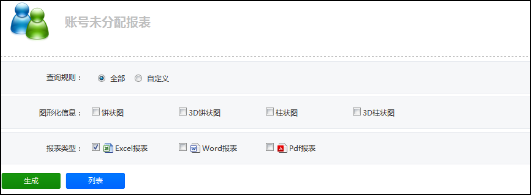 账号未分配报表
查询规则： 全部 自定义
图形化信息： 饼状图 3D饼状图 柱状图 3D柱状图
报表类型： Excel报表 Word报表 Pdf报表
生成 列表